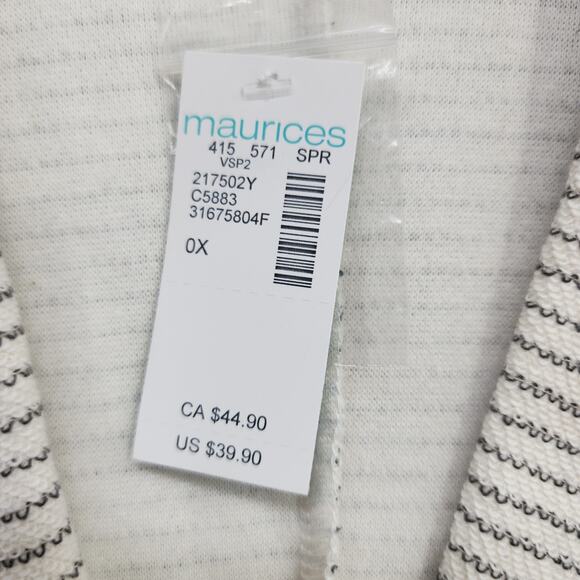 maurices
415 571 SPR
VSP2
217502Y
C5883
31675804F
0X
CA $44.90
US $39.90